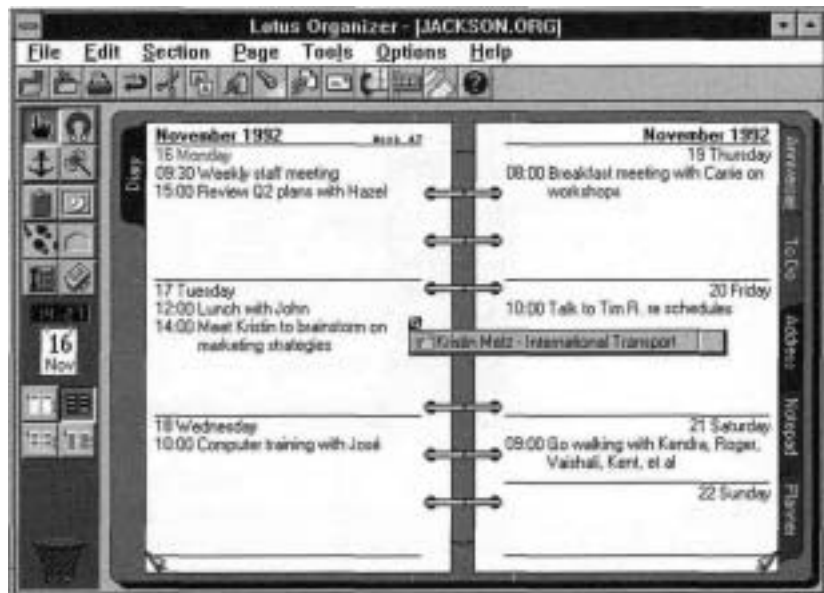 Lotus Organizer - [JACKSON.ORG]
File Edit Section Page Tools Options Help
Diary
November 1992 Week 47
16 Monday
09:30 Weekly staff meeting
15:00 Review Q2 plans with Hazel
17 Tuesday
12:00 Lunch with John
14:00 Meet Kristin to brainstorm on
marketing strategies
18 Wednesday
10:00 Computer training with José
November 1992
19 Thursday
08:00 Breakfast meeting with Carrie on
workshops
20 Friday
10:00 Talk to Tim R. re schedules
Kristin Metz - International Transport
21 Saturday
09:00 Go walking with Kendra, Roger,
Vaishali, Kent, et al
22 Sunday
To Do
Address
Notepad
Planner
16
Nov